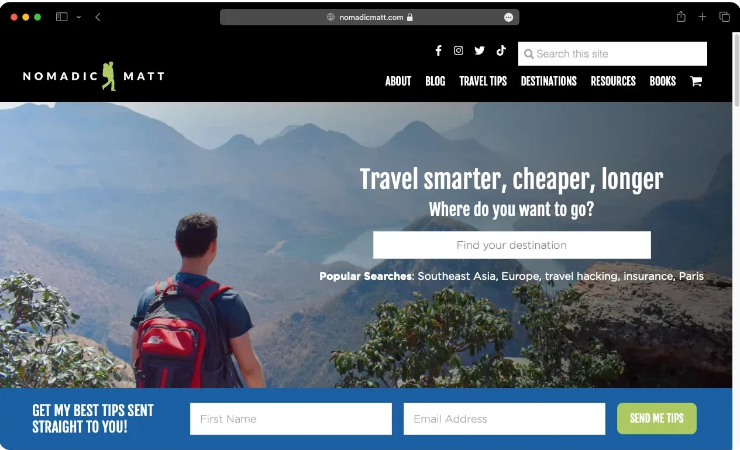 nomadicmatt.com
Search this site
NOMADIC MATT
ABOUT BLOG TRAVEL TIPS DESTINATIONS RESOURCES BOOKS
Travel smarter, cheaper, longer
Where do you want to go?
Find your destination
Popular Searches: Southeast Asia, Europe, travel hacking, insurance, Paris
GET MY BEST TIPS SENT
STRAIGHT TO YOU!
First Name
Email Address
SEND ME TIPS